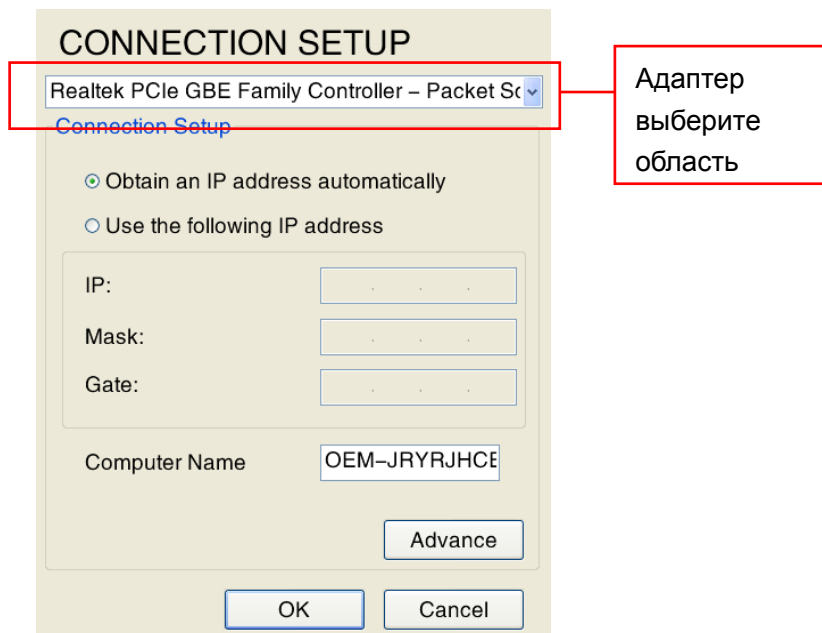 CONNECTION SETUP
Realtek PCIe GBE Family Controller – Packet Sc
Connection Setup
Obtain an IP address automatically
Use the following IP address
IP:
Mask:
Gate:
Computer Name
OEM–JRYRJHCE
Advance
OK
Cancel
Адаптер
выберите
область